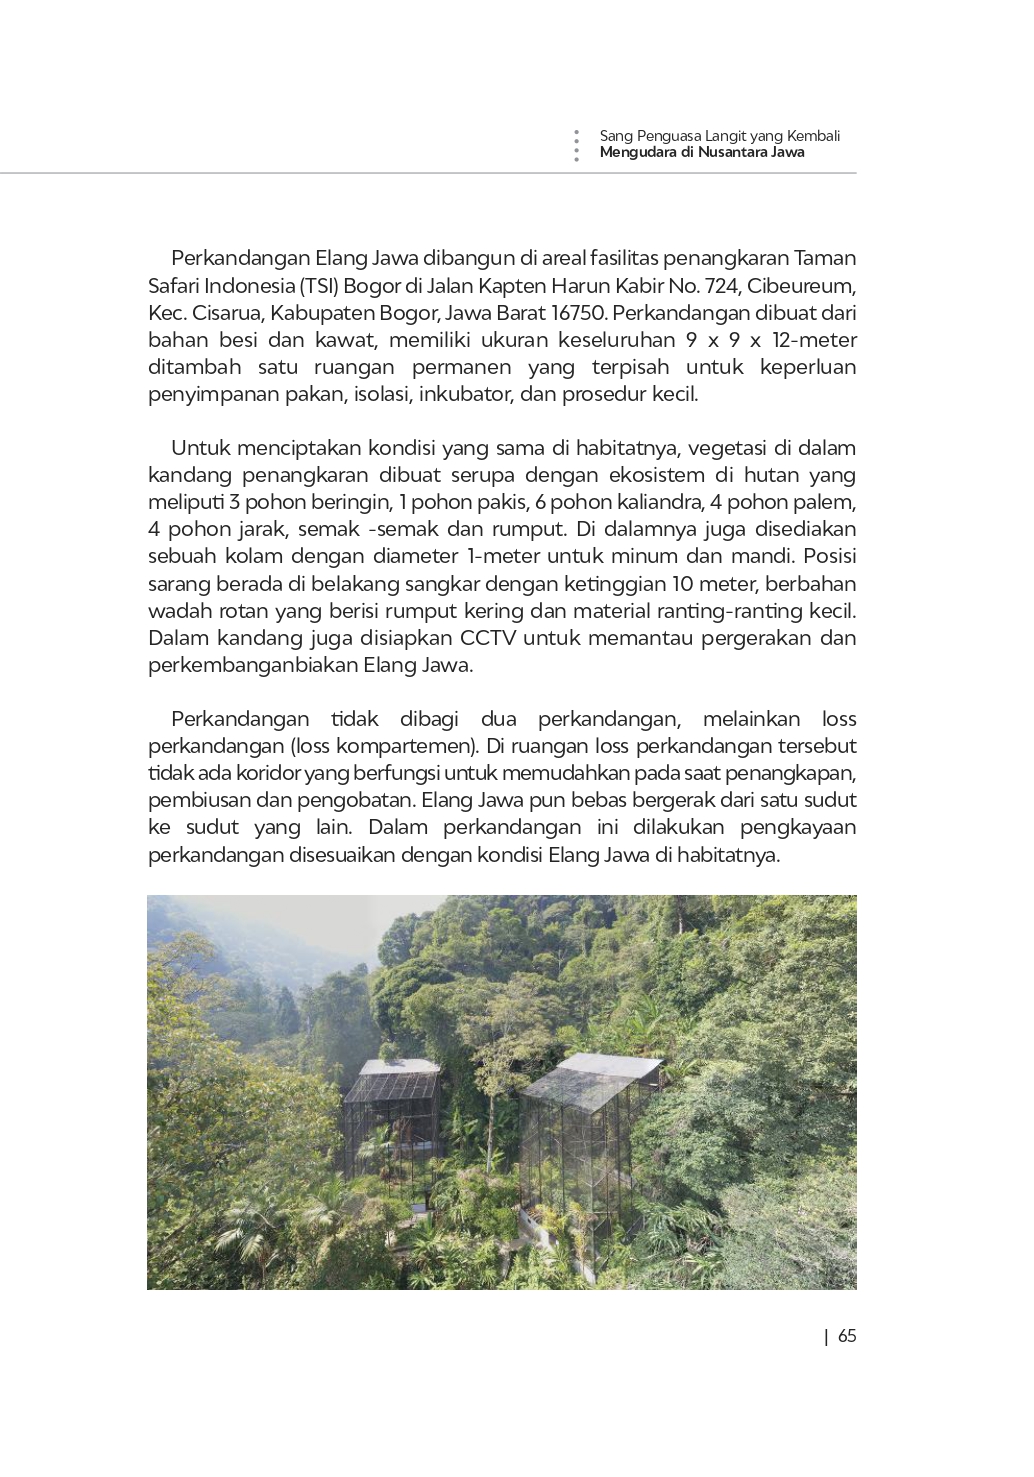 Sang Penguasa Langit yang Kembali
Mengudara di Nusantara Jawa
Perkandangan Elang Jawa dibangun di areal fasilitas penangkaran Taman
Safari Indonesia (TSI) Bogor di Jalan Kapten Harun Kabir No. 724, Cibeureum,
Kec. Cisarua, Kabupaten Bogor, Jawa Barat 16750. Perkandangan dibuat dari
bahan besi dan kawat, memiliki ukuran keseluruhan 9 x 9 x 12-meter
ditambah satu ruangan permanen yang terpisah untuk keperluan
penyimpanan pakan, isolasi, inkubator, dan prosedur kecil.
Untuk menciptakan kondisi yang sama di habitatnya, vegetasi di dalam
kandang penangkaran dibuat serupa dengan ekosistem di hutan yang
meliputi 3 pohon beringin, 1 pohon pakis, 6 pohon kaliandra, 4 pohon palem,
4 pohon jarak, semak -semak dan rumput. Di dalamnya juga disediakan
sebuah kolam dengan diameter 1-meter untuk minum dan mandi. Posisi
sarang berada di belakang sangkar dengan ketinggian 10 meter, berbahan
wadah rotan yang berisi rumput kering dan material ranting-ranting kecil.
Dalam kandang juga disiapkan CCTV untuk memantau pergerakan dan
perkembanganbiakan Elang Jawa.
Perkandangan tidak dibagi dua perkandangan, melainkan loss
perkandangan (loss kompartemen). Di ruangan loss perkandangan tersebut
tidak ada koridor yang berfungsi untuk memudahkan pada saat penangkapan,
pembiusan dan pengobatan. Elang Jawa pun bebas bergerak dari satu sudut
ke sudut yang lain. Dalam perkandangan ini dilakukan pengkayaan
perkandangan disesuaikan dengan kondisi Elang Jawa di habitatnya.
| 65